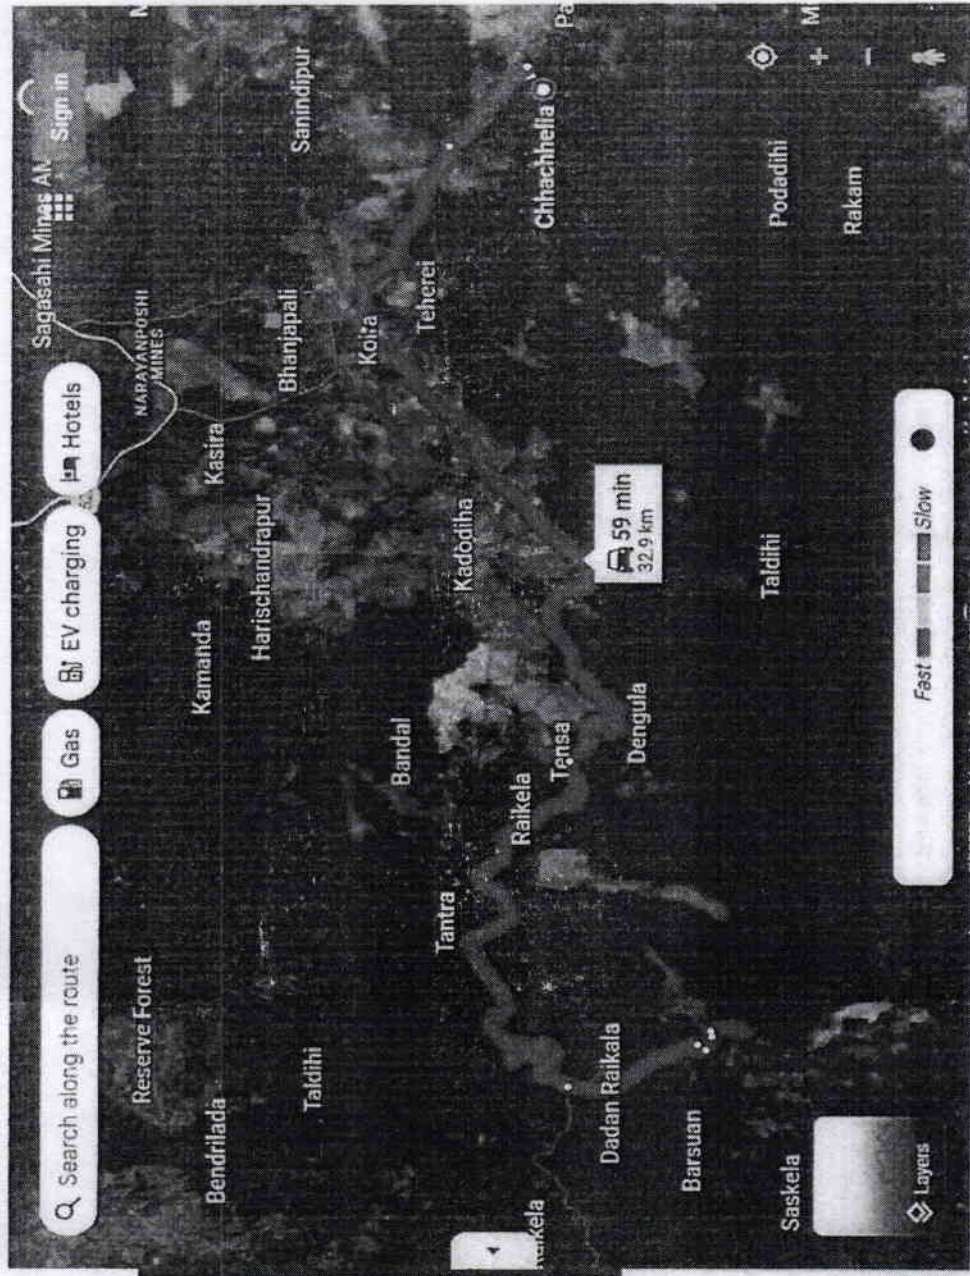 Search along the route
Gas
EV charging
Hotels
Sign in
Sagasahi Mines
NARAYANPOSHI
MINES
Reserve Forest
Bendrilada
Kamanda
Kasira
Harischandrapur
Bhanjapali
Sanindipur
Taldihi
Bandal
Koira
Teherei
Kadodiha
Tantra
Raikela
Tensa
Dengula
59 min
32.9 km
Chhachhelia
Dadan Raikala
Barsuan
Saskela
Taldihi
Podadihi
Rakam
Layers
Fast
Slow